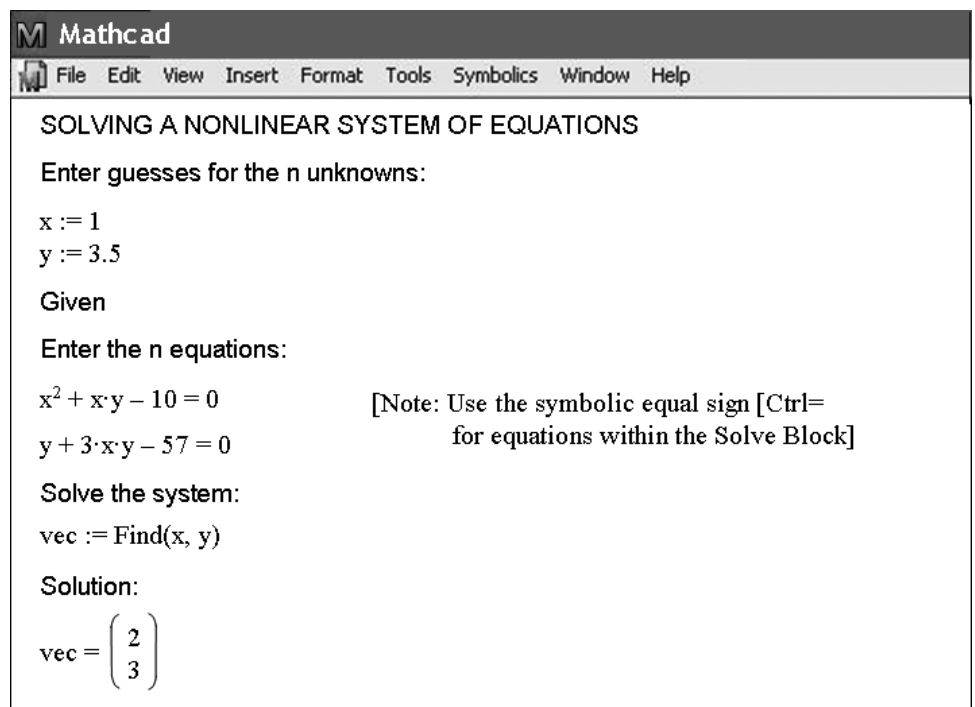 M Mathcad
File Edit View Insert Format Tools Symbolics Window Help
SOLVING A NONLINEAR SYSTEM OF EQUATIONS
Enter guesses for the n unknowns:
x := 1
y := 3.5
Given
Enter the n equations:
x² + x·y – 10 = 0
[Note: Use the symbolic equal sign [Ctrl=
for equations within the Solve Block]
y + 3·x·y – 57 = 0
Solve the system:
vec := Find(x, y)
Solution:
vec = (2
3)